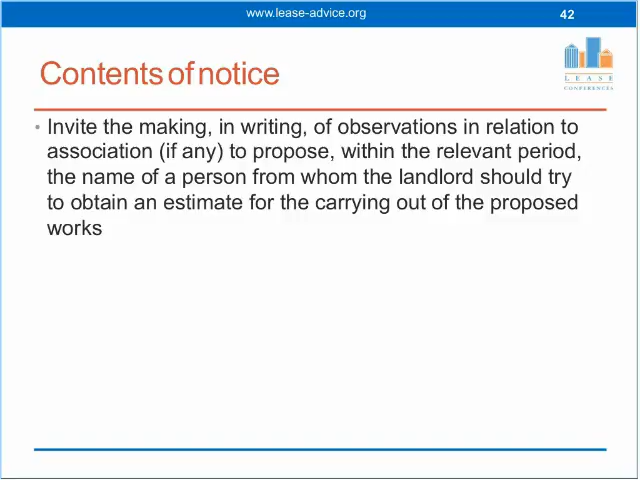 www.lease-advice.org
42
Contents of notice
LEASE
CONFERENCES
• Invite the making, in writing, of observations in relation to
association (if any) to propose, within the relevant period,
the name of a person from whom the landlord should try
to obtain an estimate for the carrying out of the proposed
works